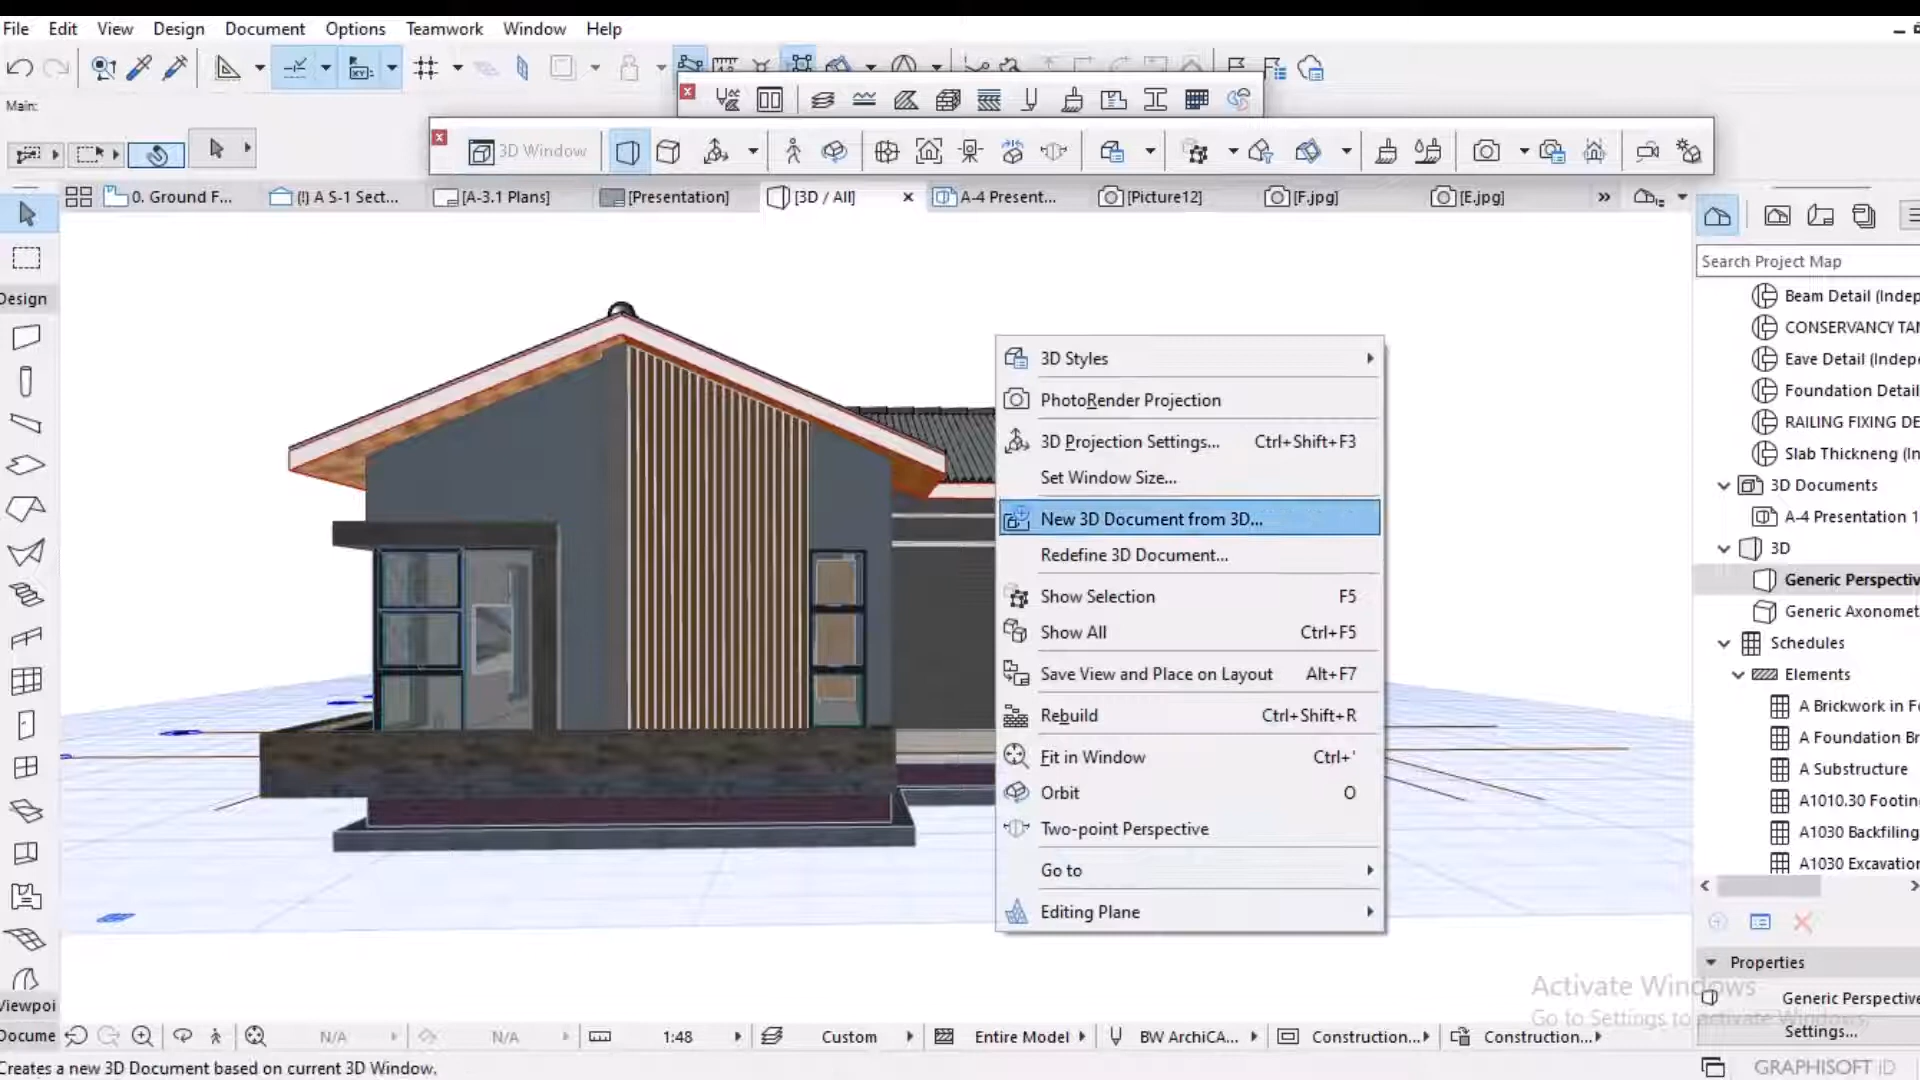 File Edit View Design Document Options Teamwork Window Help
Main:
3D Window
0. Ground F... (!) A S-1 Sect... [A-3.1 Plans] [Presentation] [3D / All] A-4 Present... [Picture12] [F.jpg] [E.jpg]
Search Project Map
Design
Beam Detail (Indep
CONSERVANCY TAN
Eave Detail (Indep
Foundation Detail
RAILING FIXING DE
Slab Thickneng (In
3D Documents
A-4 Presentation 1
3D
Generic Perspectiv
Generic Axonomet
Schedules
Elements
A Brickwork in Fo
A Foundation Br
A Substructure
A1010.30 Footin
A1030 Backfiling
A1030 Excavation
3D Styles
PhotoRender Projection
3D Projection Settings... Ctrl+Shift+F3
Set Window Size...
New 3D Document from 3D...
Redefine 3D Document...
Show Selection F5
Show All Ctrl+F5
Save View and Place on Layout Alt+F7
Rebuild Ctrl+Shift+R
Fit in Window Ctrl+'
Orbit O
Two-point Perspective
Go to
Editing Plane
Properties
Activate Windows
Go to Settings to activate Windows.
Generic Perspective
Settings...
Viewpoi
Docume N/A N/A 1:48 Custom Entire Model BW ArchiCA... Construction... Construction...
Creates a new 3D Document based on current 3D Window.
GRAPHISOFT ID